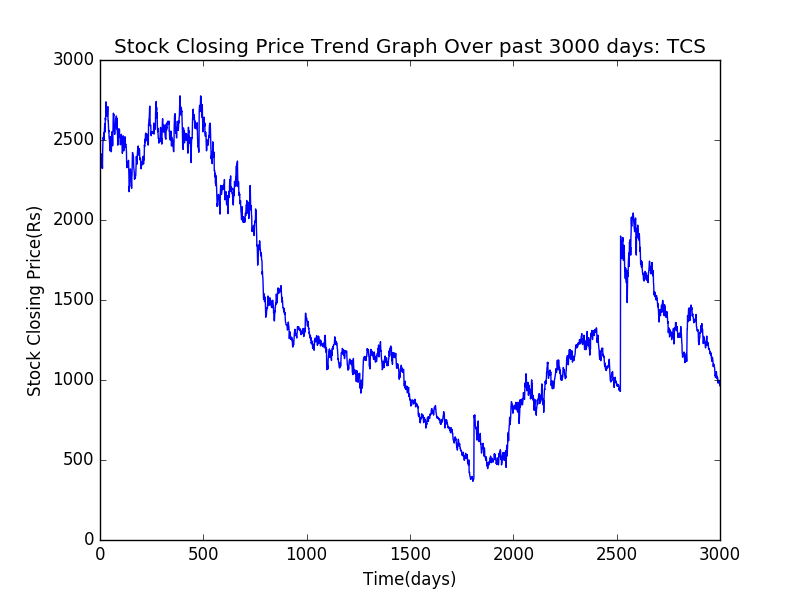 Stock Closing Price Trend Graph Over past 3000 days: TCS
3000
2500
2000
1500
1000
500
0
Stock Closing Price(Rs)
0 500 1000 1500 2000 2500 3000
Time(days)